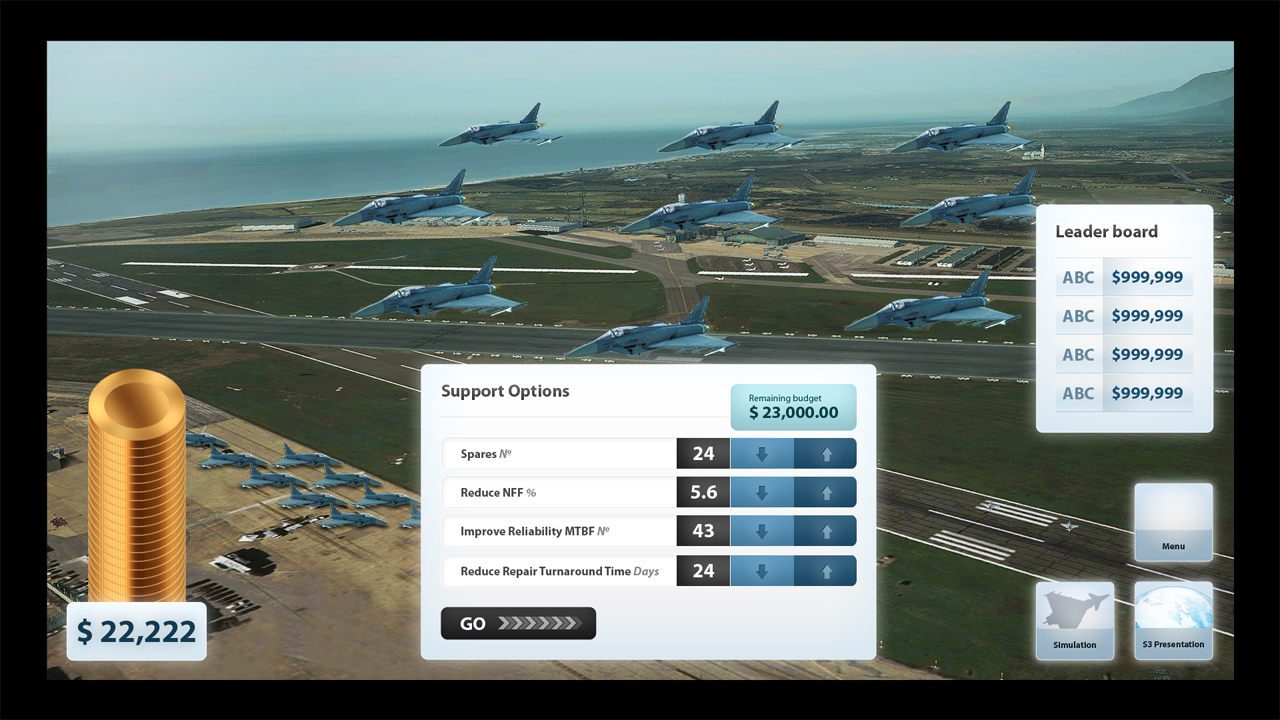 Leader board
ABC $999,999
ABC $999,999
ABC $999,999
ABC $999,999
Support Options
Remaining budget
$ 23,000.00
Spares Nº 24
Reduce NFF % 5.6
Improve Reliability MTBF Nº 43
Reduce Repair Turnaround Time Days 24
GO
$ 22,222
Menu
Simulation
S3 Presentation